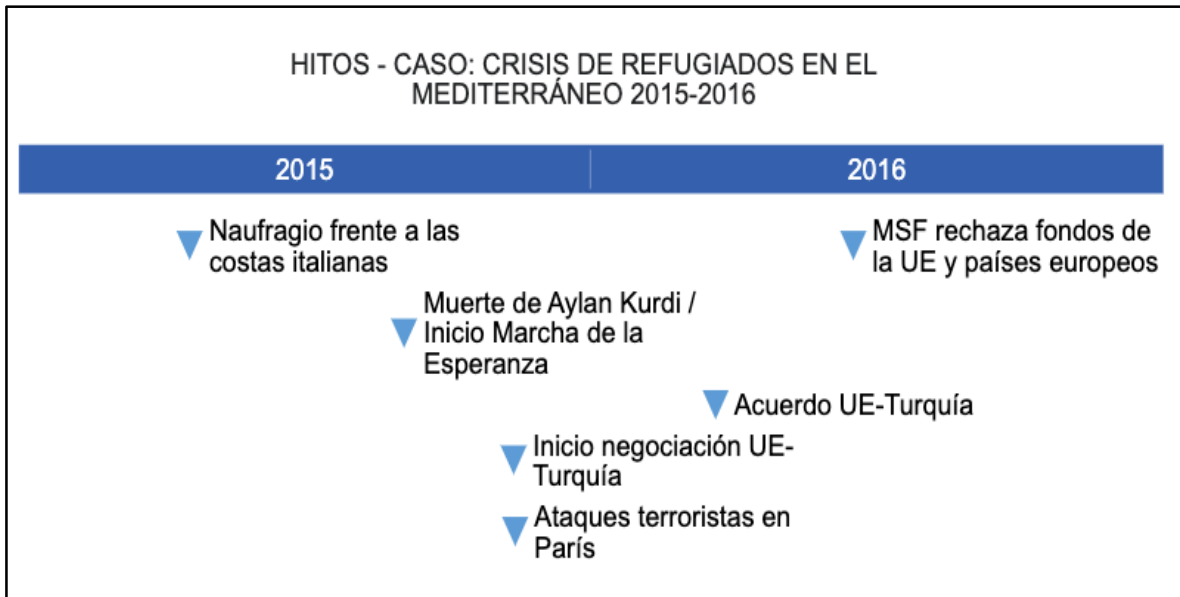 HITOS - CASO: CRISIS DE REFUGIADOS EN EL
MEDITERRÁNEO 2015-2016
2015
2016
Naufragio frente a las
costas italianas
MSF rechaza fondos de
la UE y países europeos
Muerte de Aylan Kurdi /
Inicio Marcha de la
Esperanza
Acuerdo UE-Turquía
Inicio negociación UE-
Turquía
Ataques terroristas en
París